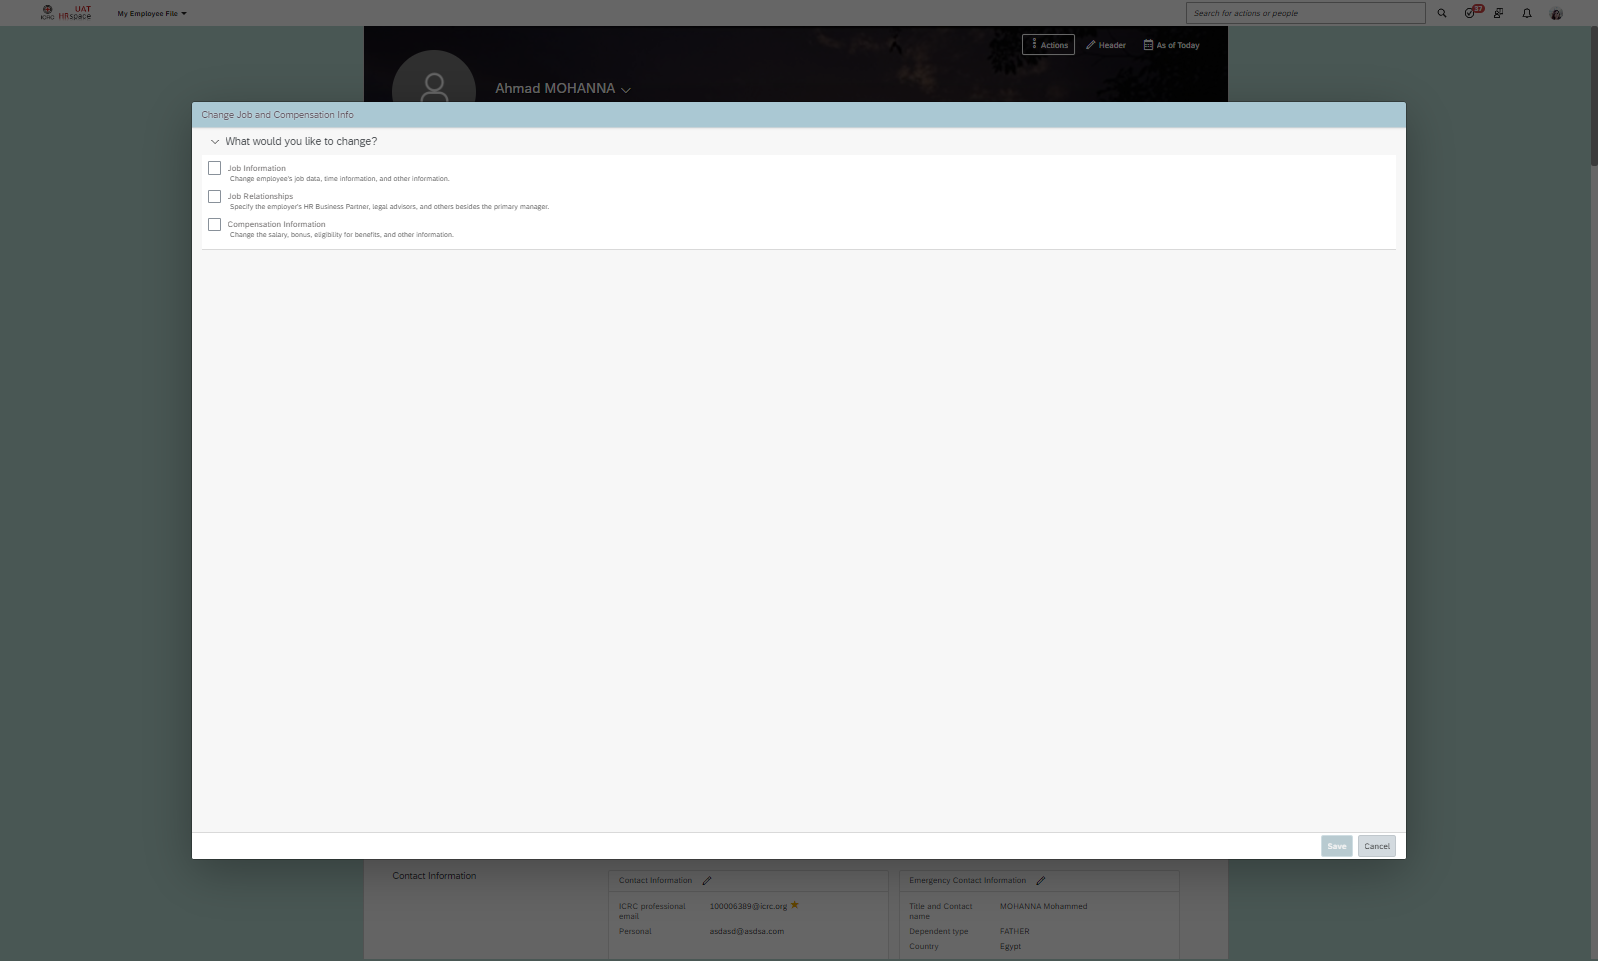 ICRC
UAT
HRspace
My Employee File
Search for actions or people
37
Actions
Header
As of Today
Ahmad MOHANNA
Change Job and Compensation Info
What would you like to change?
Job Information
Change employee's job data, time information, and other information.
Job Relationships
Specify the employer's HR Business Partner, legal advisors, and others besides the primary manager.
Compensation Information
Change the salary, bonus, eligibility for benefits, and other information.
Save
Cancel
Contact Information
Contact Information
ICRC professional
email
100006389@icrc.org
Personal
asdasd@asdsa.com
Emergency Contact Information
Title and Contact
name
MOHANNA Mohammed
Dependent type
FATHER
Country
Egypt